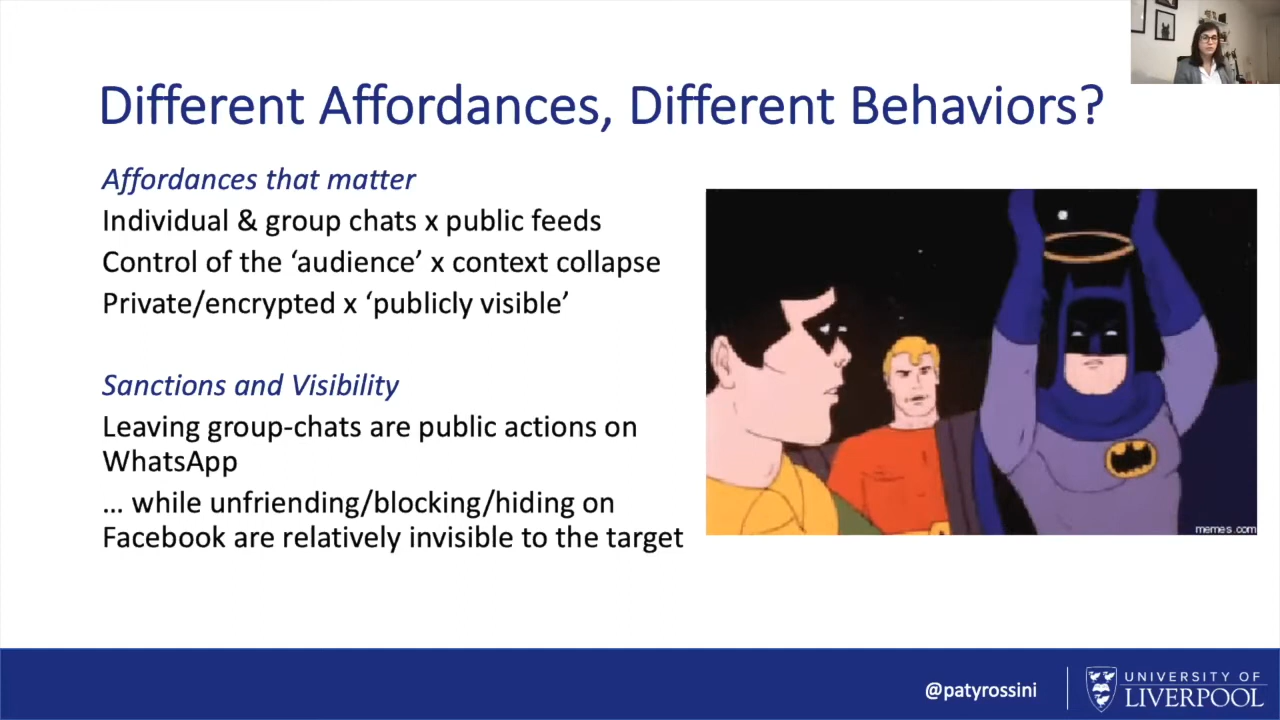 Different Affordances, Different Behaviors?
Affordances that matter
Individual & group chats x public feeds
Control of the ‘audience’ x context collapse
Private/encrypted x ‘publicly visible’
Sanctions and Visibility
Leaving group-chats are public actions on
WhatsApp
... while unfriending/blocking/hiding on
Facebook are relatively invisible to the target
memes.com
@patyrossini
UNIVERSITY OF
LIVERPOOL